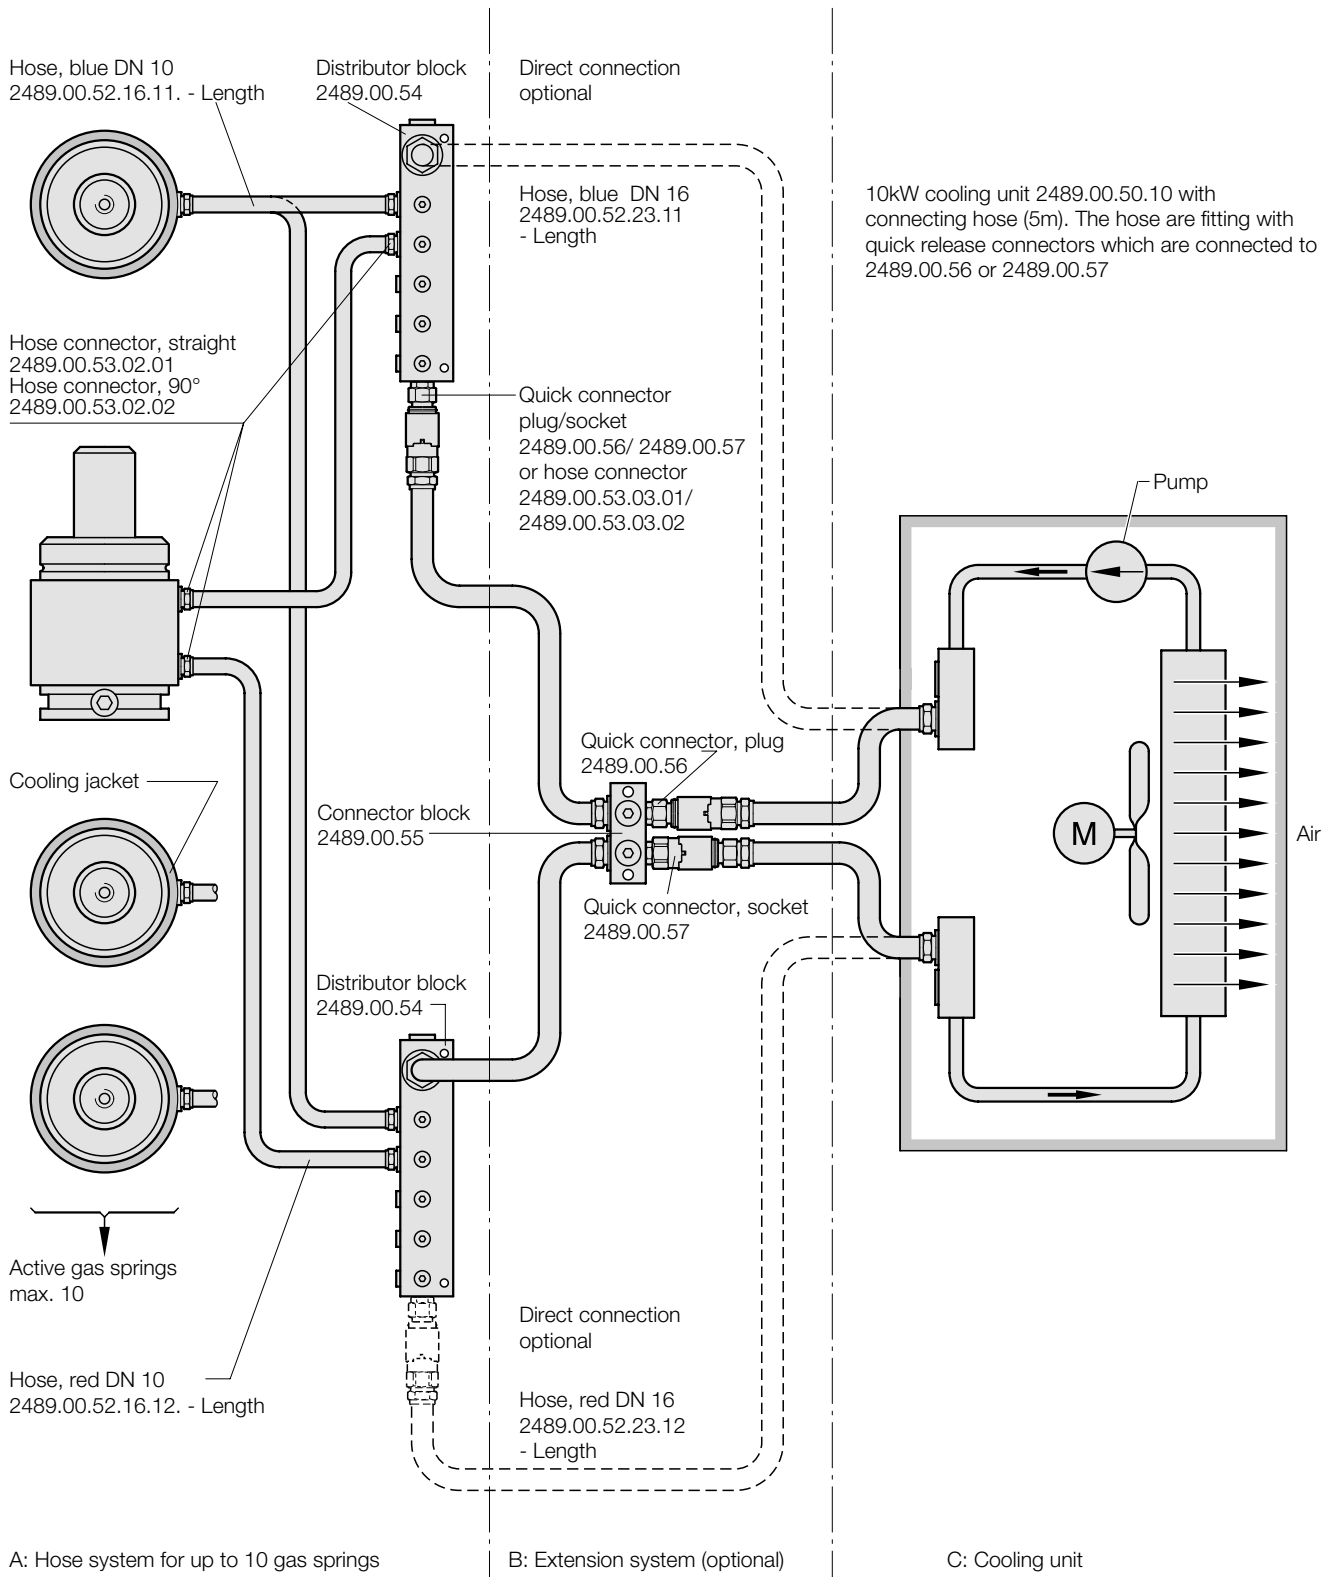 Hose, blue DN 10
2489.00.52.16.11. - Length
Distributor block
2489.00.54
Direct connection
optional
Hose, blue DN 16
2489.00.52.23.11
- Length
10kW cooling unit 2489.00.50.10 with
connecting hose (5m). The hose are fitting with
quick release connectors which are connected to
2489.00.56 or 2489.00.57
Hose connector, straight
2489.00.53.02.01
Hose connector, 90°
2489.00.53.02.02
Quick connector
plug/socket
2489.00.56/ 2489.00.57
or hose connector
2489.00.53.03.01/
2489.00.53.03.02
Pump
Quick connector, plug
2489.00.56
Cooling jacket
Connector block
2489.00.55
M
Air
Quick connector, socket
2489.00.57
Distributor block
2489.00.54
Active gas springs
max. 10
Direct connection
optional
Hose, red DN 10
2489.00.52.16.12. - Length
Hose, red DN 16
2489.00.52.23.12
- Length
A: Hose system for up to 10 gas springs
B: Extension system (optional)
C: Cooling unit